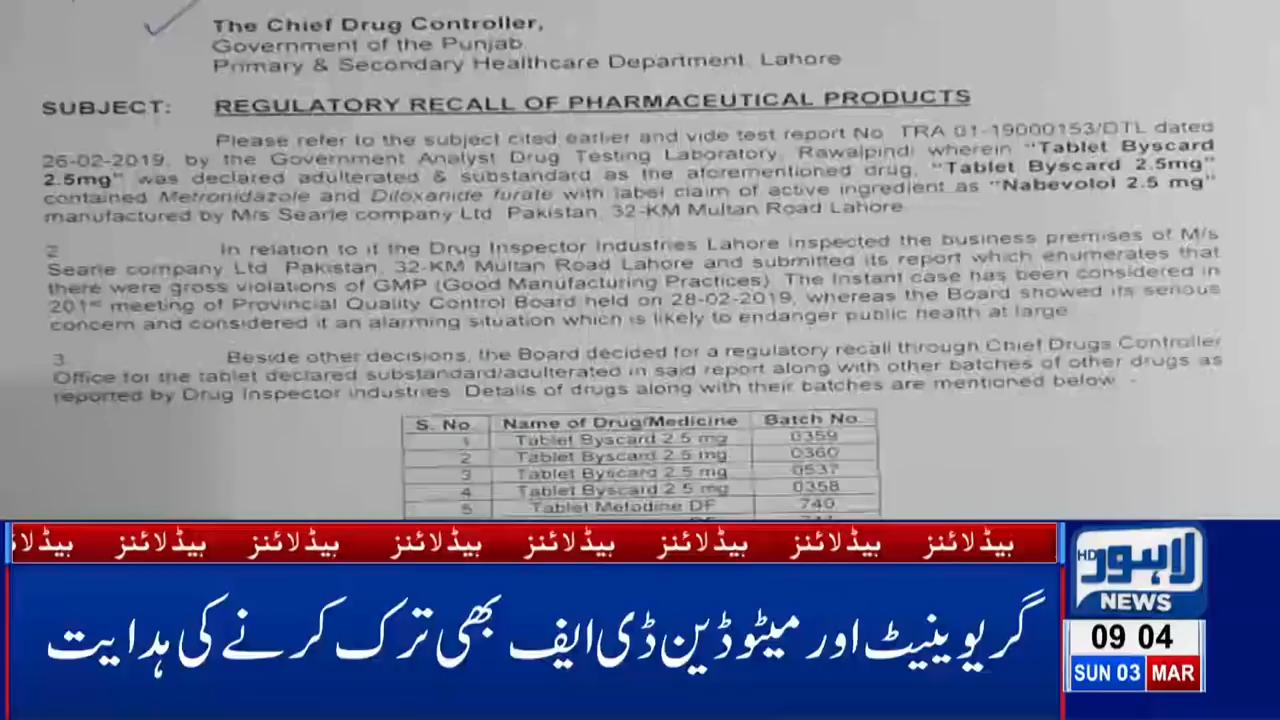 The Chief Drug Controller,
Government of the Punjab
Primary & Secondary Healthcare Department, Lahore
SUBJECT: REGULATORY RECALL OF PHARMACEUTICAL PRODUCTS
Please refer to the subject cited earlier and vide test report No. TRA 01-19000153/DTL dated
26-02-2019, by the Government Analyst Drug Testing Laboratory, Rawalpindi wherein "Tablet Byscard
2.5mg" was declared adulterated & substandard as the aforementioned drug, "Tablet Byscard 2.5mg"
contained Metronidazole and Diloxanide furate with label claim of active ingredient as "Nabevolol 2.5 mg"
manufactured by M/s Searle company Ltd Pakistan, 32-KM Multan Road Lahore
2 In relation to it the Drug Inspector Industries Lahore inspected the business premises of M/s
Searle company Ltd Pakistan, 32-KM Multan Road Lahore and submitted its report which enumerates that
there were gross violations of GMP (Good Manufacturing Practices) The Instant case has been considered in
201st meeting of Provincial Quality Control Board held on 28-02-2019, whereas the Board showed its serious
concern and considered it an alarming situation which is likely to endanger public health at large
3 Beside other decisions, the Board decided for a regulatory recall through Chief Drugs Controller
Office for the tablet declared substandard/adulterated in said report along with other batches of other drugs as
reported by Drug Inspector industries. Details of drugs along with their batches are mentioned below -
S. No Name of Drug/Medicine Batch No.
1 Tablet Byscard 2.5 mg 0359
2 Tablet Byscard 2.5 mg 0360
3 Tablet Byscard 2.5 mg 0537
4 Tablet Byscard 2.5 mg 0358
5 Tablet Metodine DF 740
ہیڈلائنز ہیڈلائنز ہیڈلائنز ہیڈلائنز ہیڈلائنز ہیڈلائنز ہیڈلائنز ہیڈلائنز
گریوینیٹ اور میٹوڈین ڈی ایف بھی ترک کرنے کی ہدایت
لاہور HD
NEWS
09 04
SUN 03 MAR